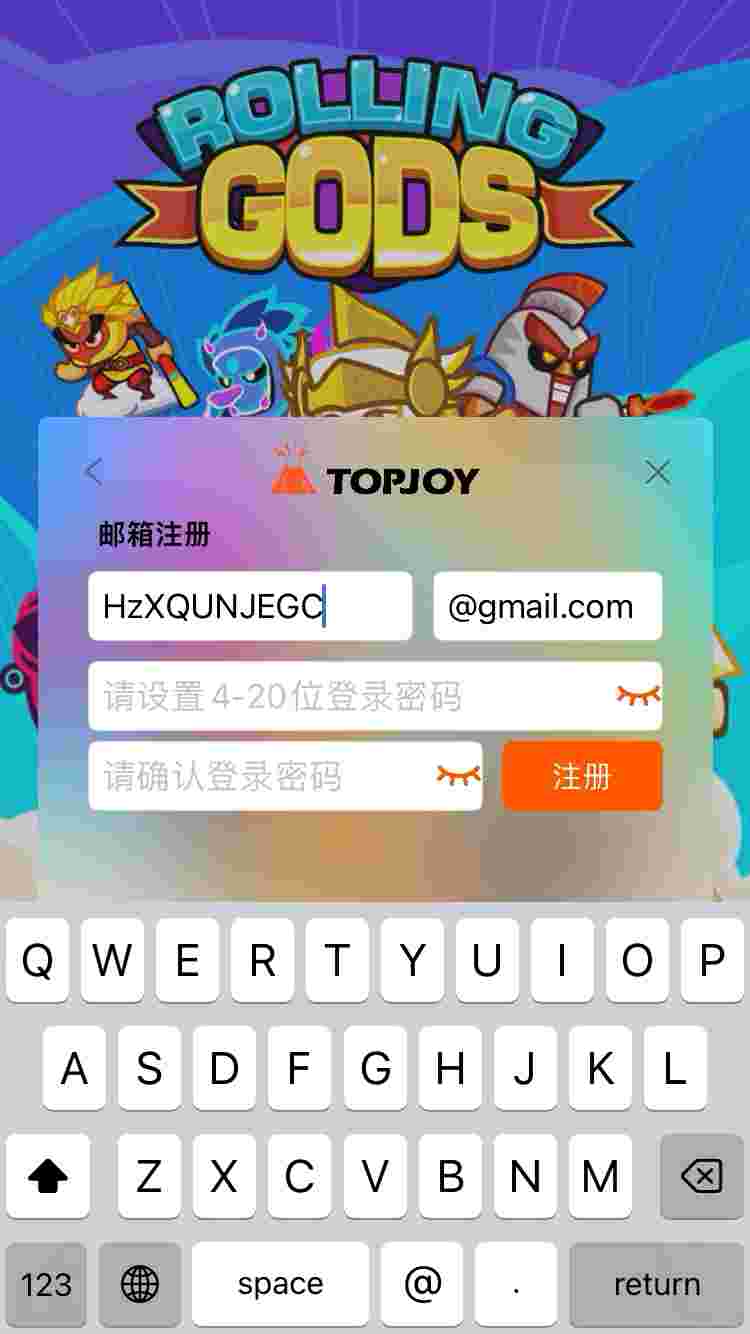 ROLLING
GODS
TOPJOY
邮箱注册
HzXQUNJEGC @gmail.com
请设置4-20位登录密码
请确认登录密码 注册
Q W E R T Y U I O P
A S D F G H J K L
Z X C V B N M
123 space @ . return